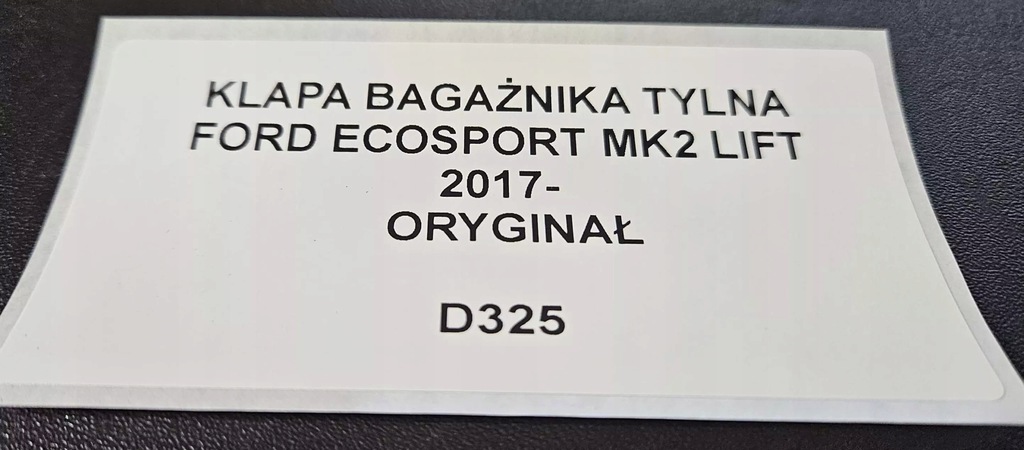 KLAPA BAGAŻNIKA TYLNA
FORD ECOSPORT MK2 LIFT
2017-
ORYGINAŁ
D325